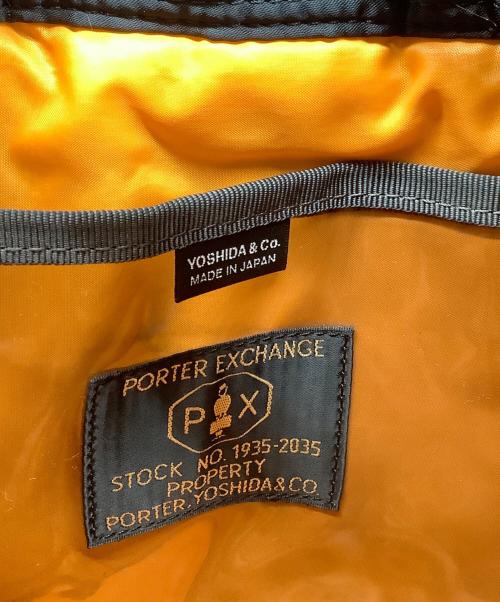 YOSHIDA & Co.
MADE IN JAPAN
PORTER EXCHANGE
P X
STOCK NO. 1935-2035
PROPERTY
PORTER, YOSHIDA & CO.